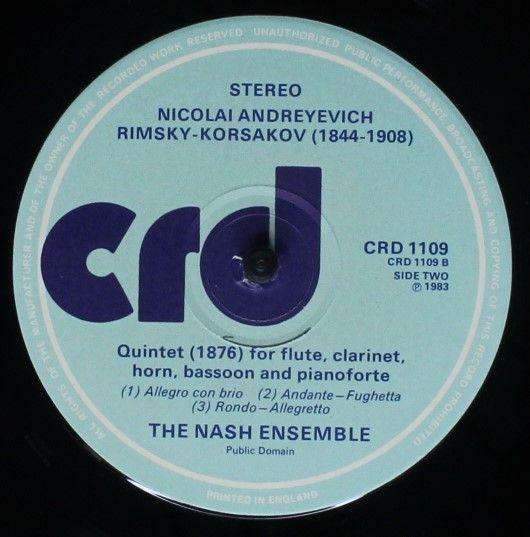 ALL RIGHTS OF THE MANUFACTURER AND OF THE OWNER OF THE RECORDED WORK RESERVED   UNAUTHORIZED PUBLIC PERFORMANCE BROADCASTING AND COPYING OF THIS RECORD PROHIBITED
STEREO
NICOLAI ANDREYEVICH
RIMSKY-KORSAKOV (1844-1908)
crd
CRD 1109
CRD 1109 B
SIDE TWO
℗ 1983
Quintet (1876) for flute, clarinet,
horn, bassoon and pianoforte
(1) Allegro con brio (2) Andante–Fughetta
(3) Rondo–Allegretto
THE NASH ENSEMBLE
Public Domain
PRINTED IN ENGLAND